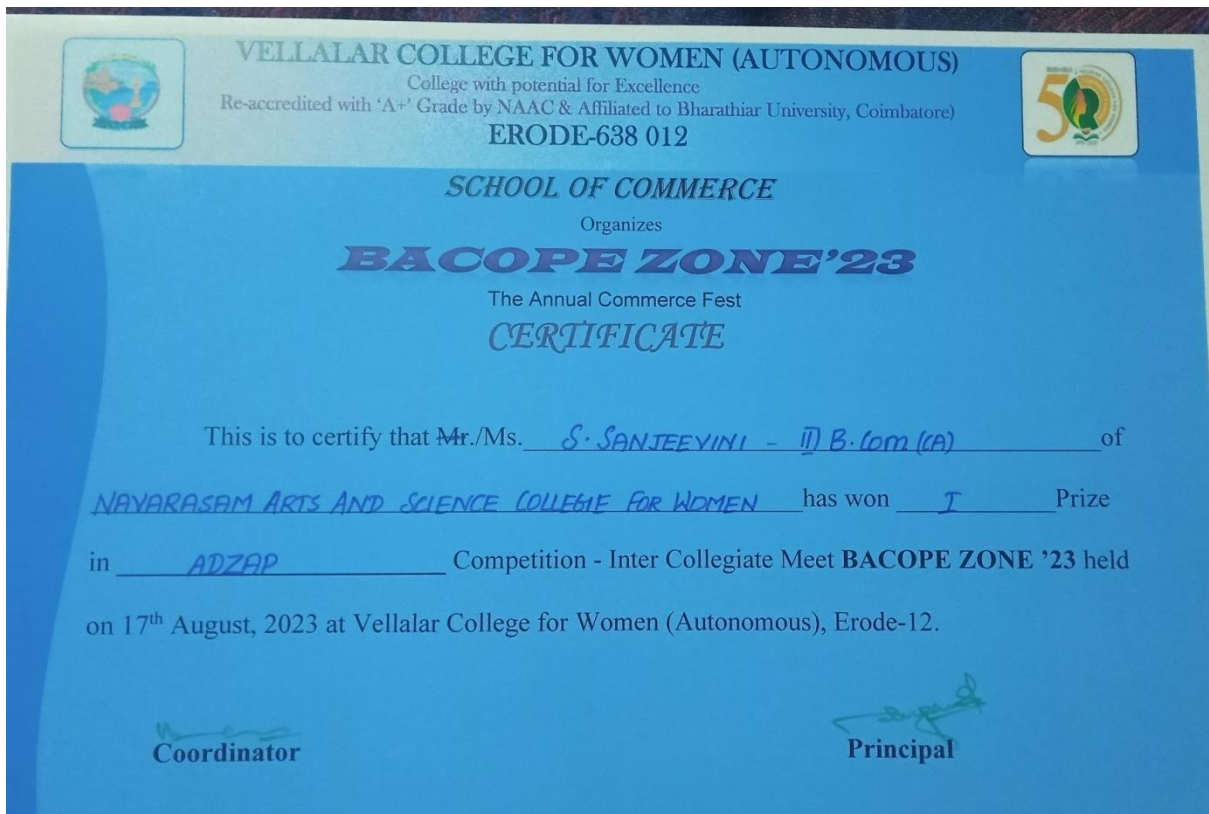 VELLALAR COLLEGE FOR WOMEN (AUTONOMOUS)
College with potential for Excellence
Re-accredited with 'A+' Grade by NAAC & Affiliated to Bharathiar University, Coimbatore)
ERODE-638 012
50
SCHOOL OF COMMERCE
Organizes
BACOPE ZONE'23
The Annual Commerce Fest
CERTIFICATE
This is to certify that Mr./Ms. S. SANJEEVINI - II B.Com (CA) of
NAVARASAM ARTS AND SCIENCE COLLEGE FOR WOMEN has won I Prize
in ADZAP Competition - Inter Collegiate Meet BACOPE ZONE '23 held
on 17th August, 2023 at Vellalar College for Women (Autonomous), Erode-12.
Coordinator
Principal